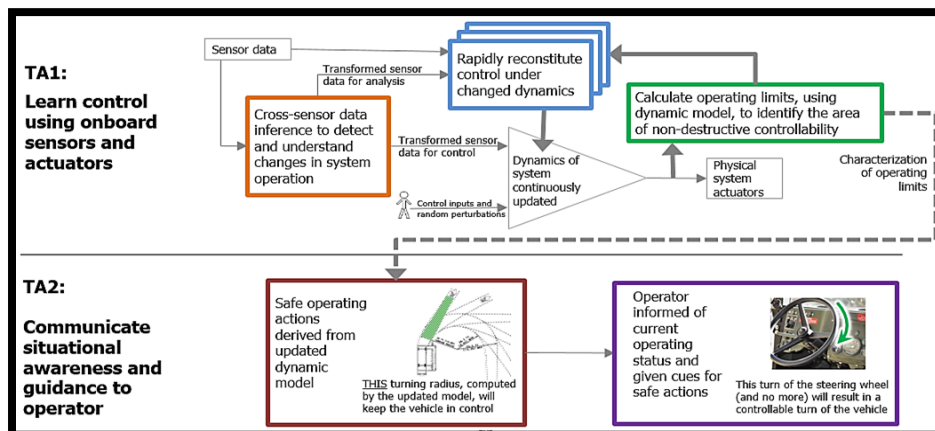 TA1:
Learn control
using onboard
sensors and
actuators
Sensor data
Transformed sensor
data for analysis
Rapidly reconstitute
control under
changed dynamics
Calculate operating limits, using
dynamic model, to identify the area
of non-destructive controllability
Cross-sensor data
inference to detect
and understand
changes in system
operation
Transformed sensor
data for control
Dynamics of
system
continuously
updated
Physical
system
actuators
Characterization
of operating
limits
Control inputs and
random perturbations
TA2:
Communicate
situational
awareness and
guidance to
operator
Safe operating
actions
derived from
updated
dynamic
model
THIS turning radius, computed
by the updated model, will
keep the vehicle in control
Operator
informed of
current
operating
status and
given cues for
safe actions
This turn of the steering wheel
(and no more) will result in a
controllable turn of the vehicle